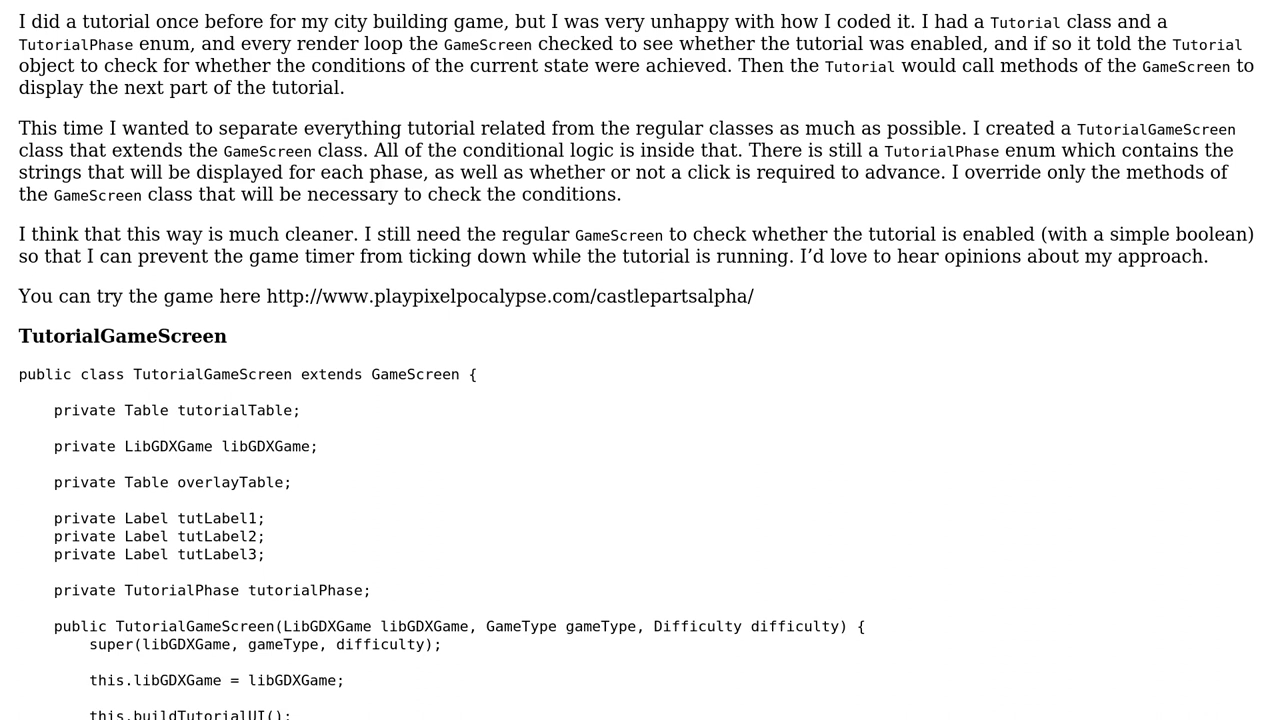 I did a tutorial once before for my city building game, but I was very unhappy with how I coded it. I had a Tutorial class and a
TutorialPhase enum, and every render loop the GameScreen checked to see whether the tutorial was enabled, and if so it told the Tutorial
object to check for whether the conditions of the current state were achieved. Then the Tutorial would call methods of the GameScreen to
display the next part of the tutorial.
This time I wanted to separate everything tutorial related from the regular classes as much as possible. I created a TutorialGameScreen
class that extends the GameScreen class. All of the conditional logic is inside that. There is still a TutorialPhase enum which contains the
strings that will be displayed for each phase, as well as whether or not a click is required to advance. I override only the methods of
the GameScreen class that will be necessary to check the conditions.
I think that this way is much cleaner. I still need the regular GameScreen to check whether the tutorial is enabled (with a simple boolean)
so that I can prevent the game timer from ticking down while the tutorial is running. I’d love to hear opinions about my approach.
You can try the game here http://www.playpixelpocalypse.com/castlepartsalpha/
TutorialGameScreen
public class TutorialGameScreen extends GameScreen {
private Table tutorialTable;
private LibGDXGame libGDXGame;
private Table overlayTable;
private Label tutLabel1;
private Label tutLabel2;
private Label tutLabel3;
private TutorialPhase tutorialPhase;
public TutorialGameScreen(LibGDXGame libGDXGame, GameType gameType, Difficulty difficulty) {
super(libGDXGame, gameType, difficulty);
this.libGDXGame = libGDXGame;
this.buildTutorialUI();